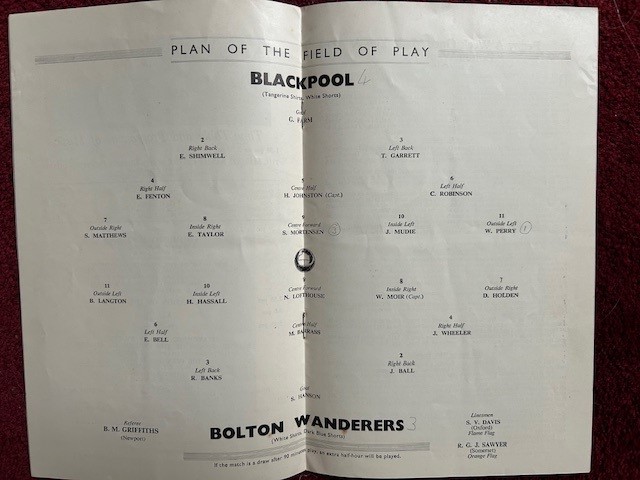 PLAN OF THE FIELD OF PLAY
BLACKPOOL 4
(Tangerine Shirts, White Shorts)
Goal
G. FARM
2
Right Back
E. SHIMWELL
3
Left Back
T. GARRETT
4
Right Half
E. FENTON
5
Centre Half
H. JOHNSTON (Capt.)
6
Left Half
C. ROBINSON
7
Outside Right
S. MATTHEWS
8
Inside Right
E. TAYLOR
9
Centre Forward
S. MORTENSEN
10
Inside Left
J. MUDIE
11
Outside Left
W. PERRY 1
11
Outside Left
B. LANGTON
10
Inside Left
H. HASSALL
9
Centre Forward
N. LOFTHOUSE
8
Inside Right
W. MOIR (Capt.)
7
Outside Right
D. HOLDEN
6
Left Half
E. BELL
Centre Half
M. BARRASS
4
Right Half
J. WHEELER
3
Left Back
R. BANKS
2
Right Back
J. BALL
Goal
S. HANSON
Referee
B. M. GRIFFITHS
(Newport)
BOLTON WANDERERS 3
(White Shirts, Dark Blue Shorts)
If the match is a draw after 90 minutes play, an extra half-hour will be played.
Linesmen
S. V. DAVIS
(Oxford)
Flame Flag
R. G. J. SAWYER
(Somerset)
Orange Flag